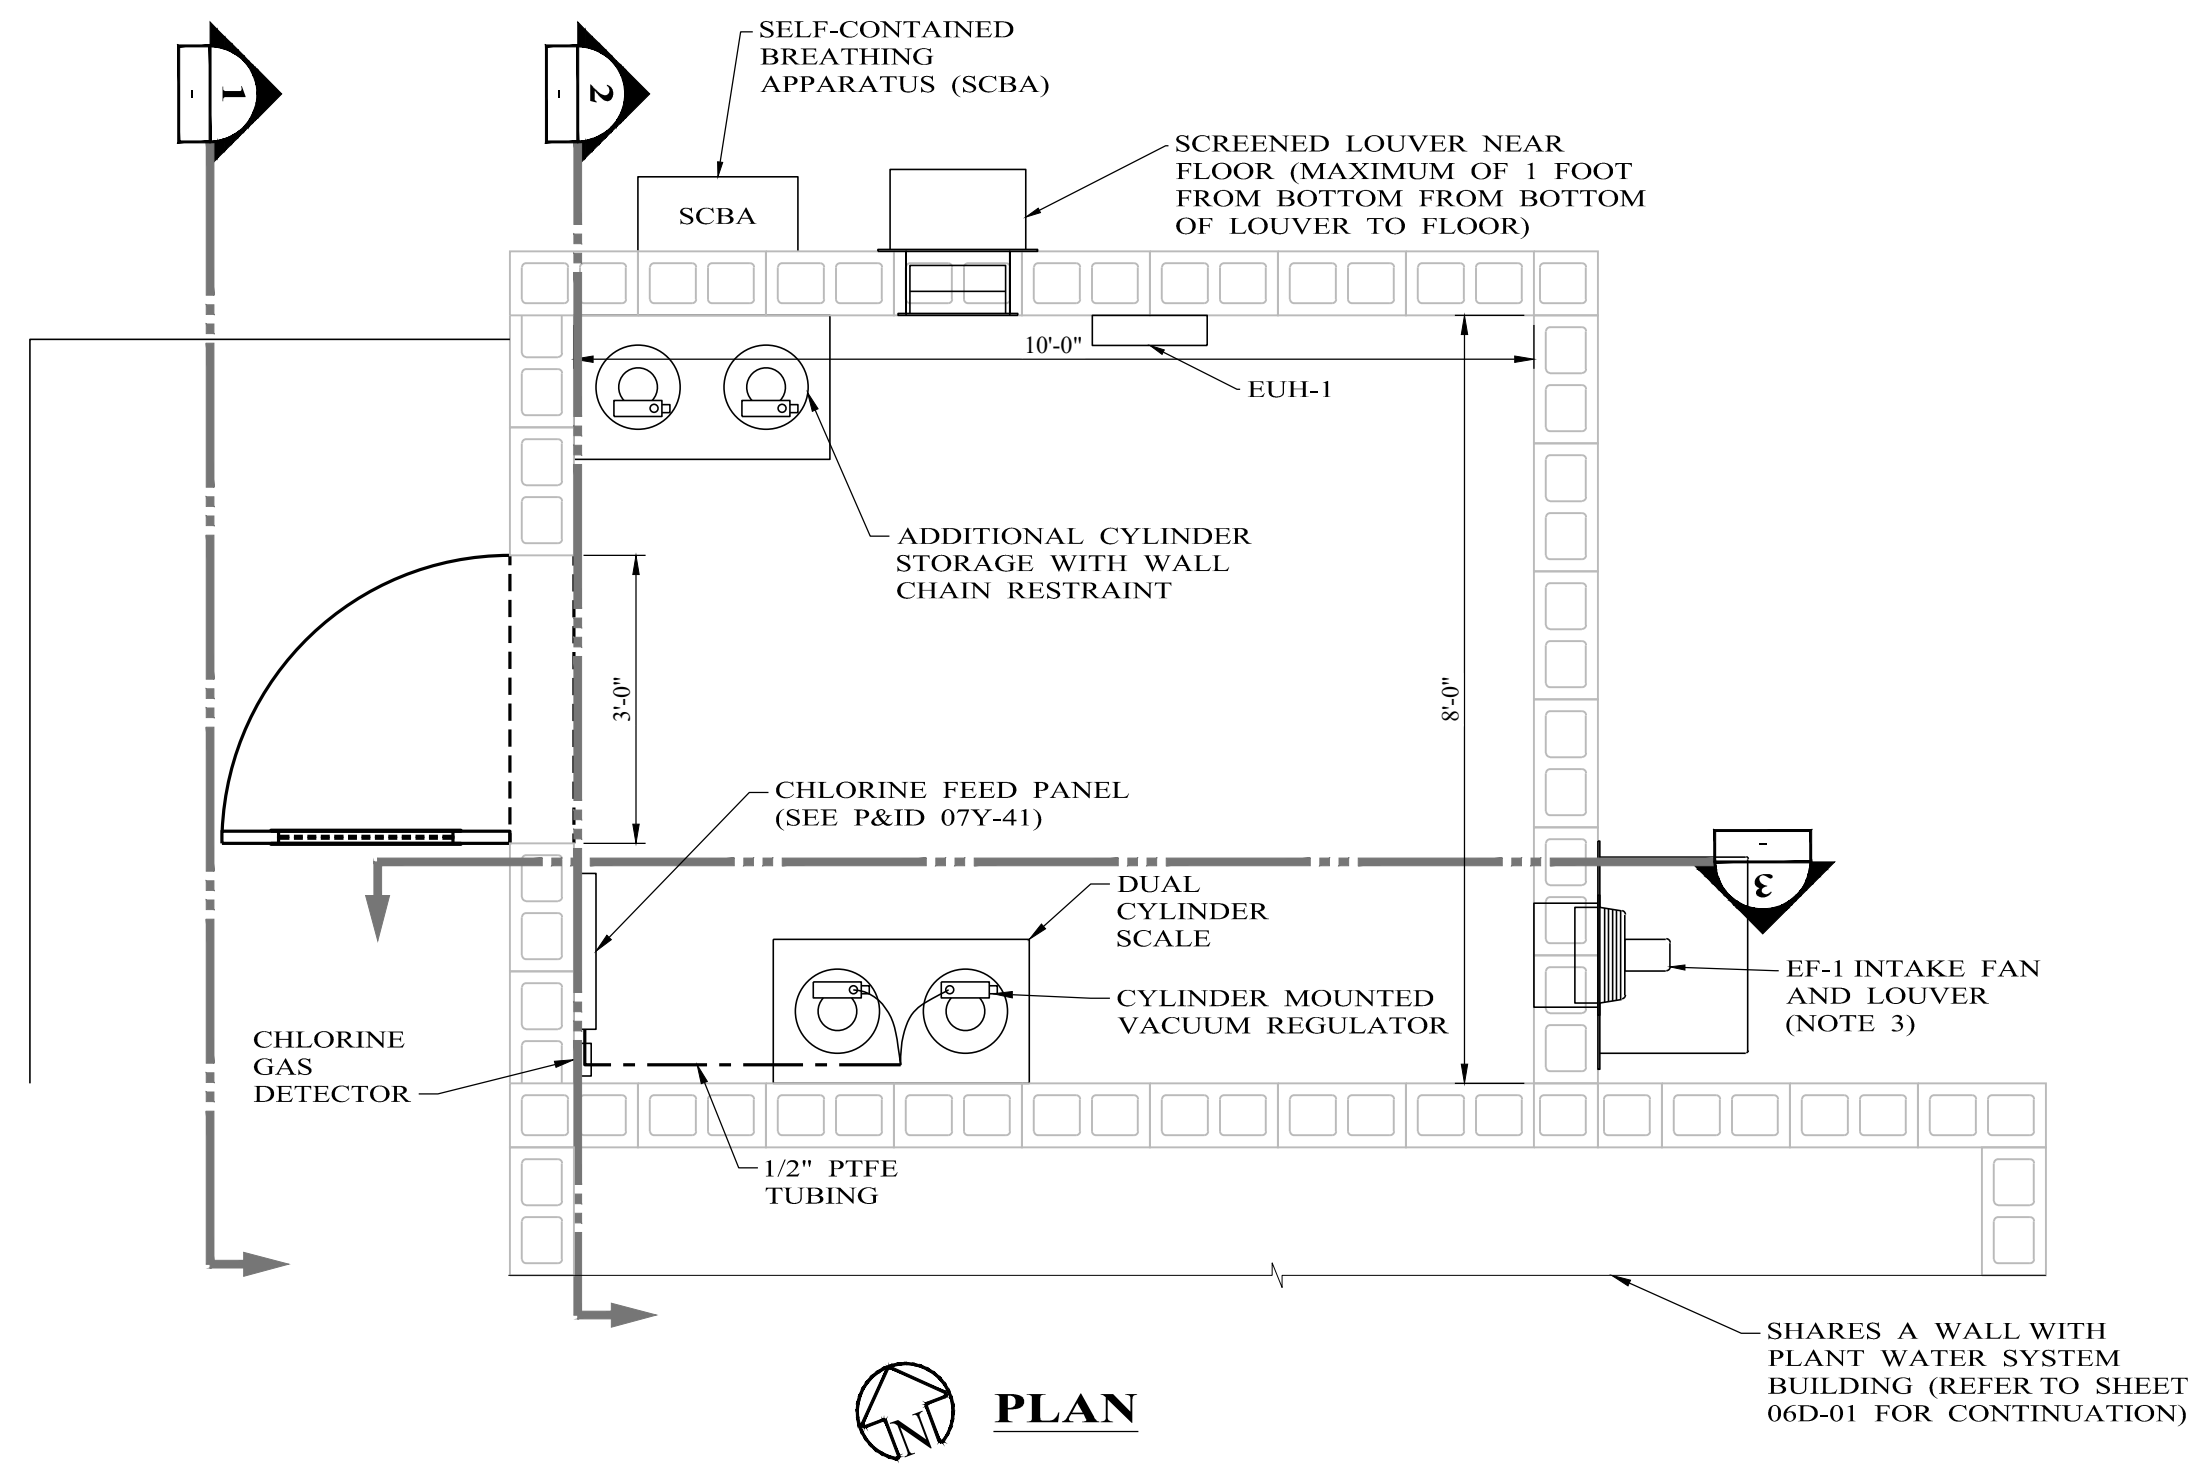 1
-
2
-
SELF-CONTAINED
BREATHING
APPARATUS (SCBA)
SCBA
SCREENED LOUVER NEAR
FLOOR (MAXIMUM OF 1 FOOT
FROM BOTTOM FROM BOTTOM
OF LOUVER TO FLOOR)
10'-0"
EUH-1
ADDITIONAL CYLINDER
STORAGE WITH WALL
CHAIN RESTRAINT
3'-0"
8'-0"
CHLORINE FEED PANEL
(SEE P&ID 07Y-41)
-
3
DUAL
CYLINDER
SCALE
EF-1 INTAKE FAN
AND LOUVER
(NOTE 3)
CYLINDER MOUNTED
VACUUM REGULATOR
CHLORINE
GAS
DETECTOR
1/2" PTFE
TUBING
SHARES A WALL WITH
PLANT WATER SYSTEM
BUILDING (REFER TO SHEET
06D-01 FOR CONTINUATION)
N
PLAN